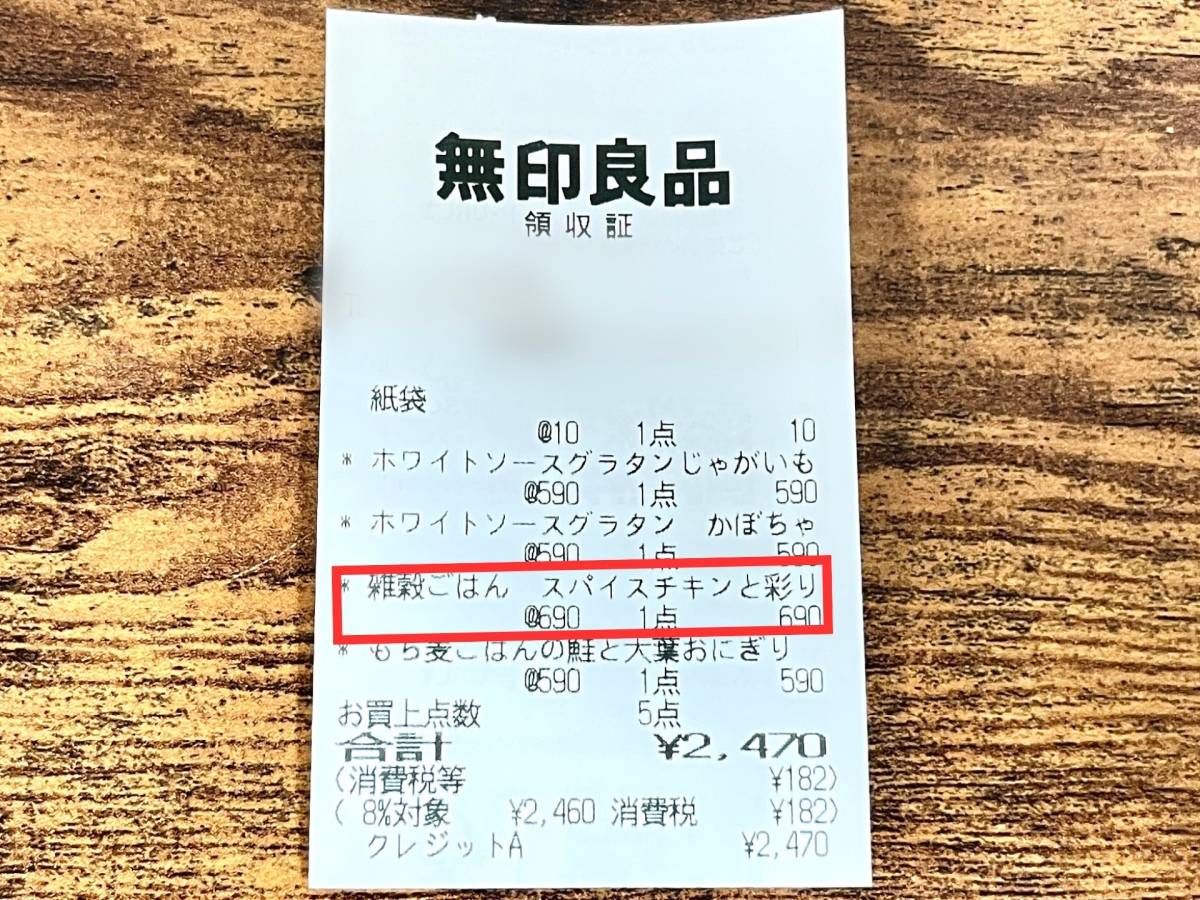 無印良品
領収証
紙袋
@10 1点 10
* ホワイトソースグラタンじゃがいも
@590 1点 590
* ホワイトソースグラタン かぼちゃ
@590 1点 590
* 雑穀ごはん スパイスチキンと彩り
@690 1点 690
* もち麦ごはんの鮭と大葉おにぎり
@590 1点 590
お買上点数 5点
合計 ¥2,470
(消費税等 ¥182)
( 8%対象 ¥2,460 消費税 ¥182)
クレジットA ¥2,470